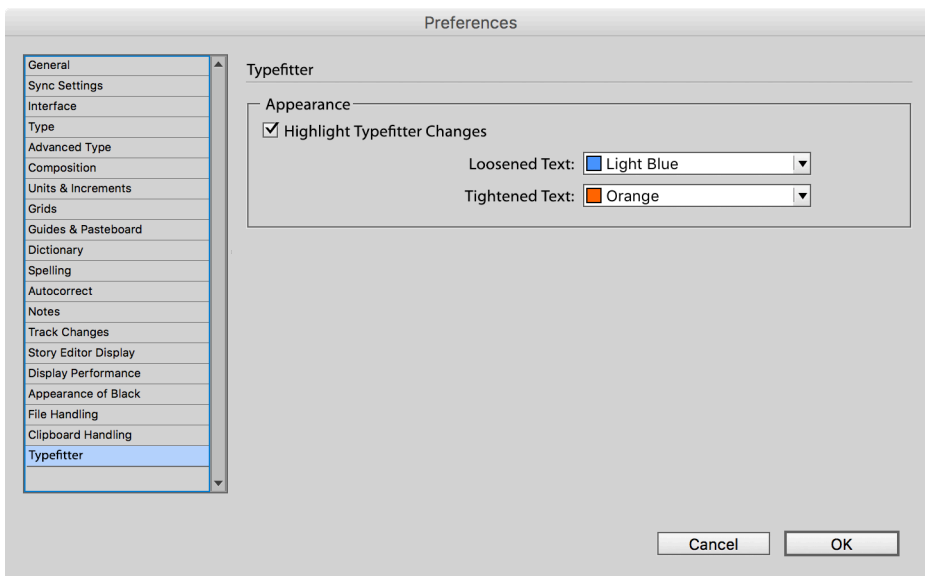 Preferences
General
Sync Settings
Interface
Type
Advanced Type
Composition
Units & Increments
Grids
Guides & Pasteboard
Dictionary
Spelling
Autocorrect
Notes
Track Changes
Story Editor Display
Display Performance
Appearance of Black
File Handling
Clipboard Handling
Typefitter
Typefitter
Appearance
Highlight Typefitter Changes
Loosened Text: Light Blue
Tightened Text: Orange
Cancel OK